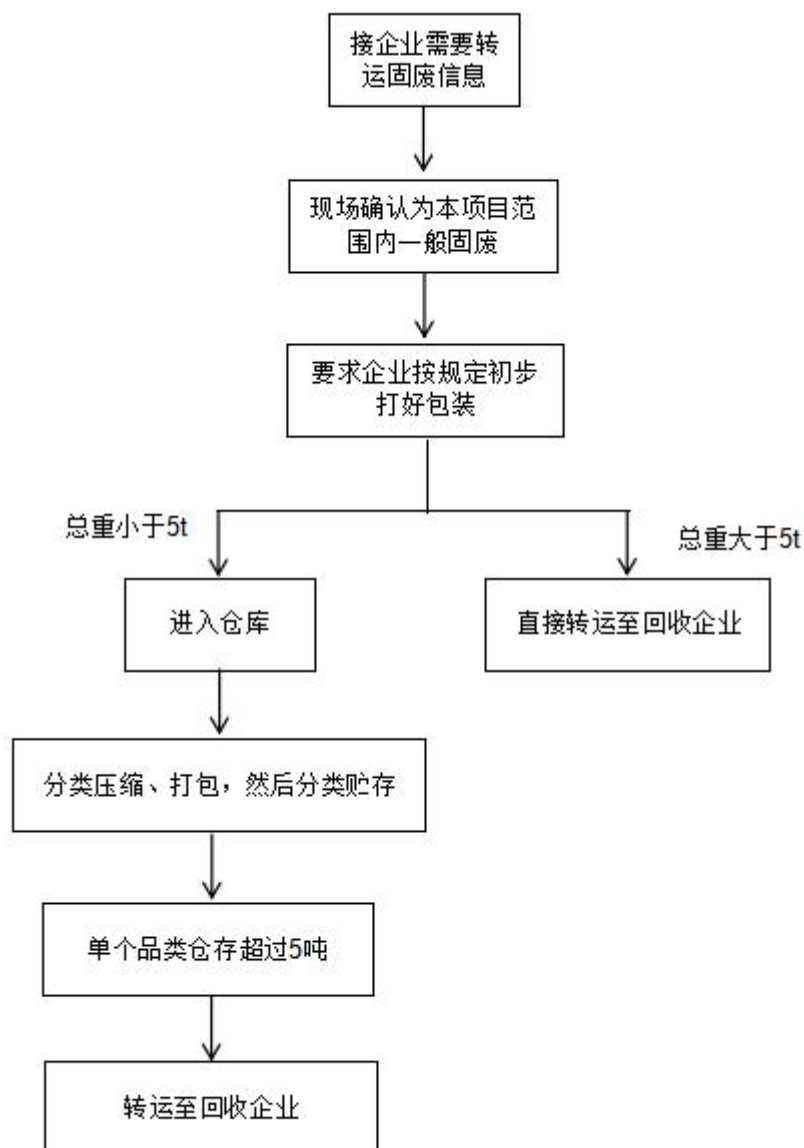 接企业需要转
运固废信息
现场确认为本项目范
围内一般固废
要求企业按规定初步
打好包装
总重小于5t
总重大于5t
进入仓库
直接转运至回收企业
分类压缩、打包，然后分类贮存
单个品类仓存超过5吨
转运至回收企业